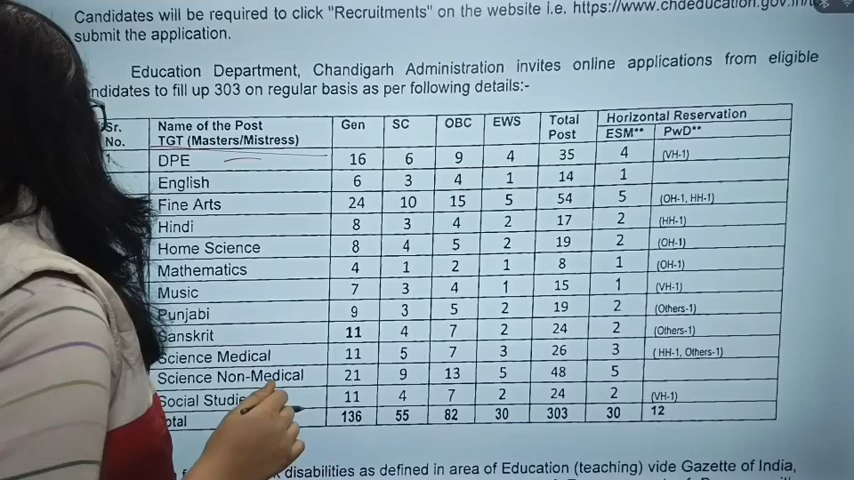 Candidates will be required to click "Recruitments" on the website i.e. https://www.chdeducation.gov.in/
submit the application.
Education Department, Chandigarh Administration invites online applications from eligible
ndidates to fill up 303 on regular basis as per following details:-
Sr. No. Name of the Post TGT (Masters/Mistress) Gen SC OBC EWS Total Post Horizontal Reservation
ESM** PwD**
1. DPE 16 6 9 4 35 4 (VH-1)
English 6 3 4 1 14 1
Fine Arts 24 10 15 5 54 5 (OH-1, HH-1)
Hindi 8 3 4 2 17 2 (HH-1)
Home Science 8 4 5 2 19 2 (OH-1)
Mathematics 4 1 2 1 8 1 (OH-1)
Music 7 3 4 1 15 1 (VH-1)
Punjabi 9 3 5 2 19 2 (Others-1)
Sanskrit 11 4 7 2 24 2 (Others-1)
Science Medical 11 5 7 3 26 3 ( HH-1, Others-1)
Science Non-Medical 21 9 13 5 48 5
Social Studie 11 4 7 2 24 2 (VH-1)
otal 136 55 82 30 303 30 12
disabilities as defined in area of Education (teaching) vide Gazette of India,